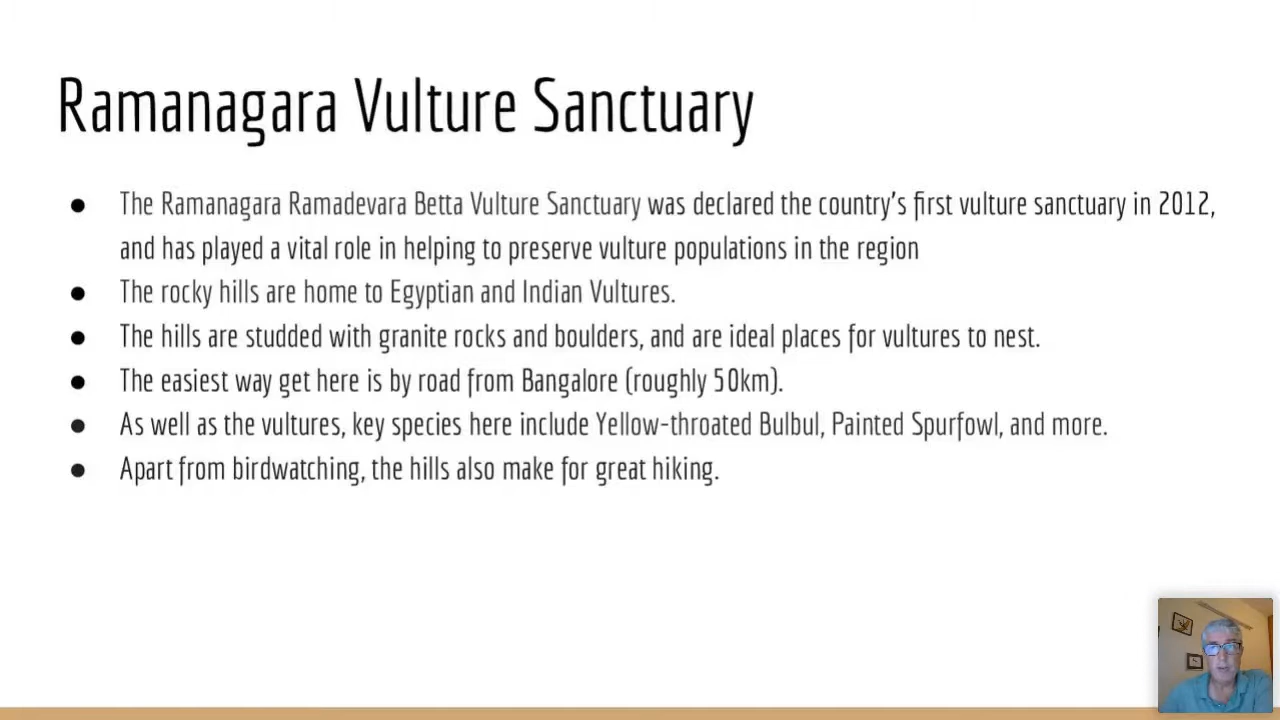 Ramanagara Vulture Sanctuary
● The Ramanagara Ramadevara Betta Vulture Sanctuary was declared the country's first vulture sanctuary in 2012,
and has played a vital role in helping to preserve vulture populations in the region
● The rocky hills are home to Egyptian and Indian Vultures.
● The hills are studded with granite rocks and boulders, and are ideal places for vultures to nest.
● The easiest way get here is by road from Bangalore (roughly 50km).
● As well as the vultures, key species here include Yellow-throated Bulbul, Painted Spurfowl, and more.
● Apart from birdwatching, the hills also make for great hiking.